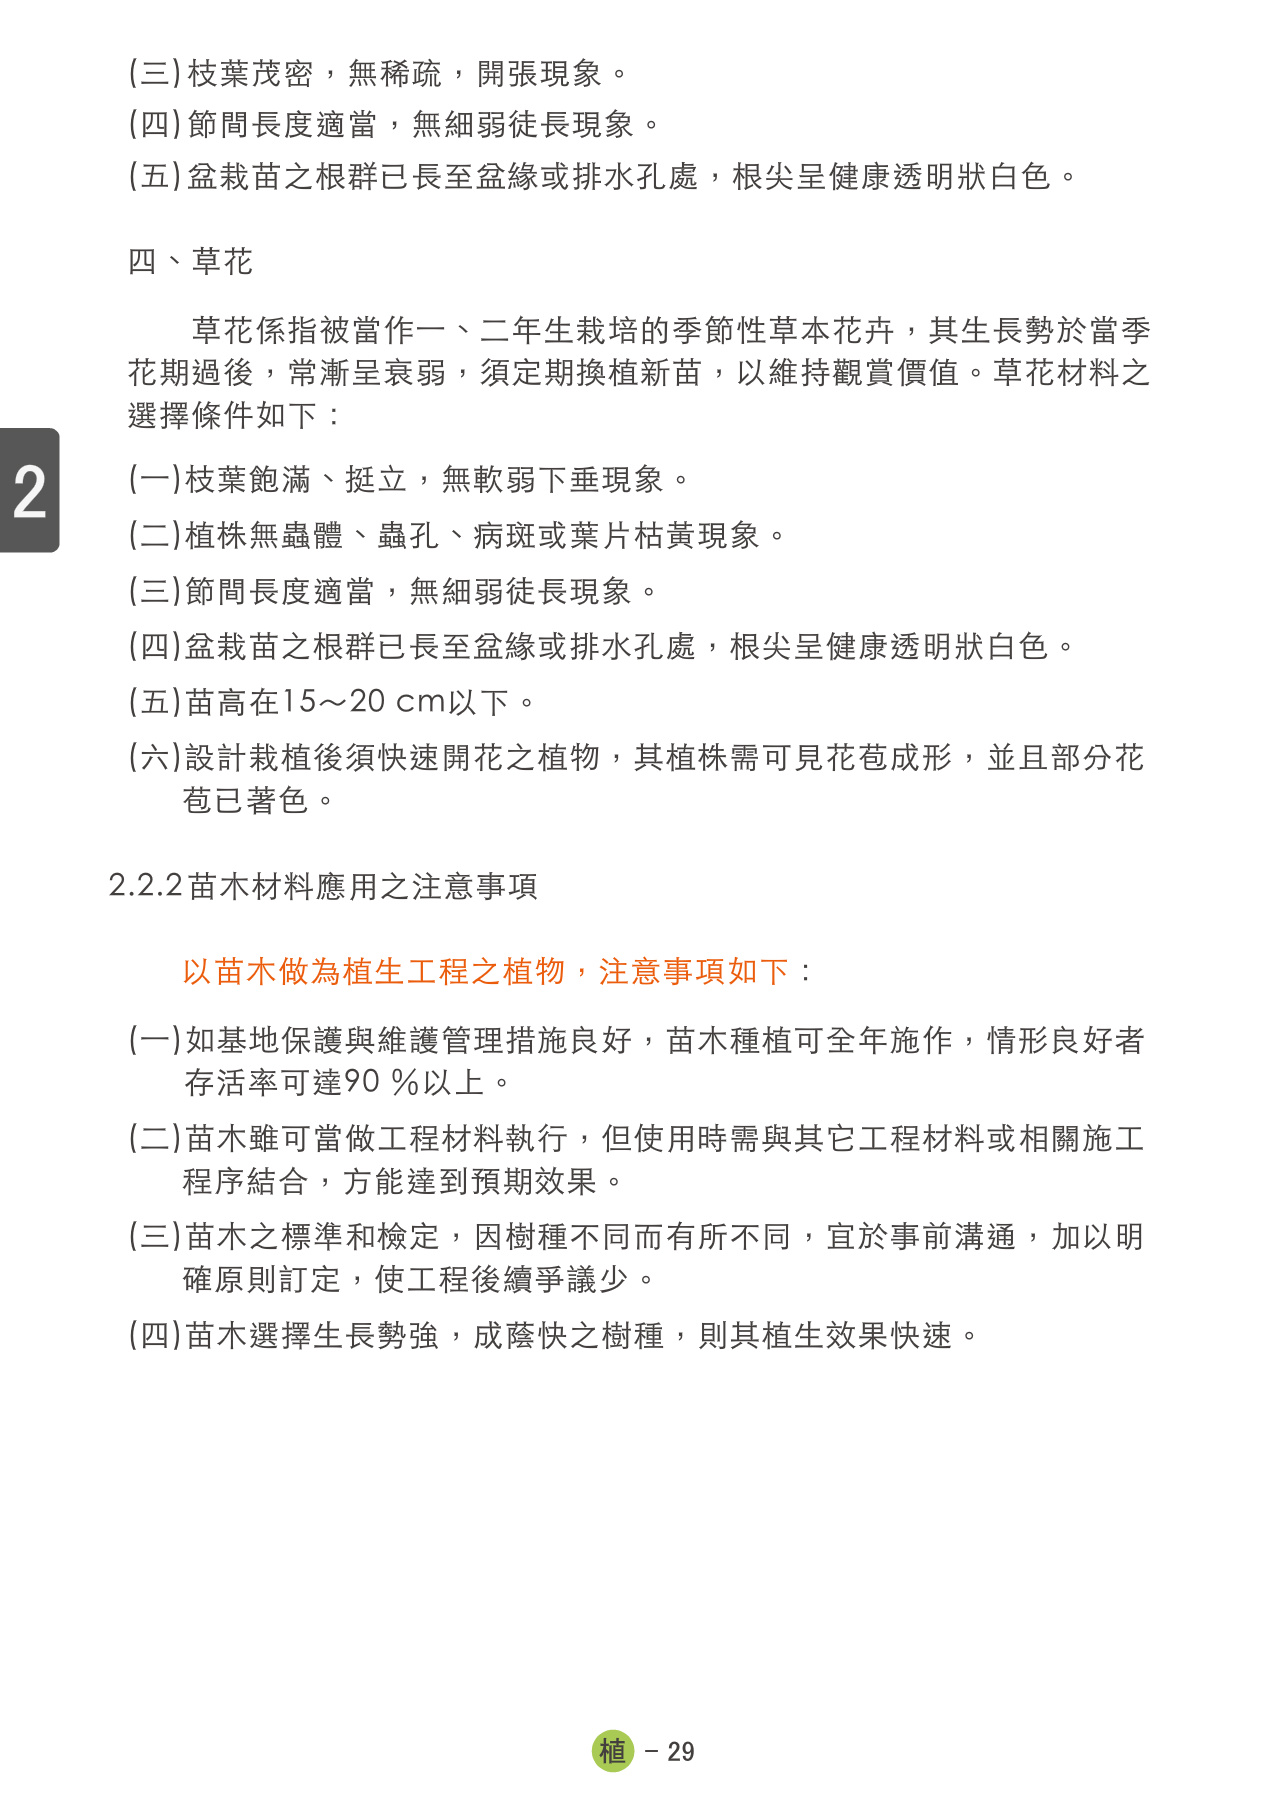 (三)枝葉茂密，無稀疏，開張現象。
(四)節間長度適當，無細弱徒長現象。
(五)盆栽苗之根群已長至盆緣或排水孔處，根尖呈健康透明狀白色。
四、草花
草花係指被當作一、二年生栽培的季節性草本花卉，其生長勢於當季
花期過後，常漸呈衰弱，須定期換植新苗，以維持觀賞價值。草花材料之
選擇條件如下：
2
(一)枝葉飽滿、挺立，無軟弱下垂現象。
(二)植株無蟲體、蟲孔、病斑或葉片枯黃現象。
(三)節間長度適當，無細弱徒長現象。
(四)盆栽苗之根群已長至盆緣或排水孔處，根尖呈健康透明狀白色。
(五)苗高在15～20 cm以下。
(六)設計栽植後須快速開花之植物，其植株需可見花苞成形，並且部分花
苞已著色。
2.2.2苗木材料應用之注意事項
以苗木做為植生工程之植物，注意事項如下：
(一)如基地保護與維護管理措施良好，苗木種植可全年施作，情形良好者
存活率可達90 %以上。
(二)苗木雖可當做工程材料執行，但使用時需與其它工程材料或相關施工
程序結合，方能達到預期效果。
(三)苗木之標準和檢定，因樹種不同而有所不同，宜於事前溝通，加以明
確原則訂定，使工程後續爭議少。
(四)苗木選擇生長勢強，成蔭快之樹種，則其植生效果快速。
植 – 29